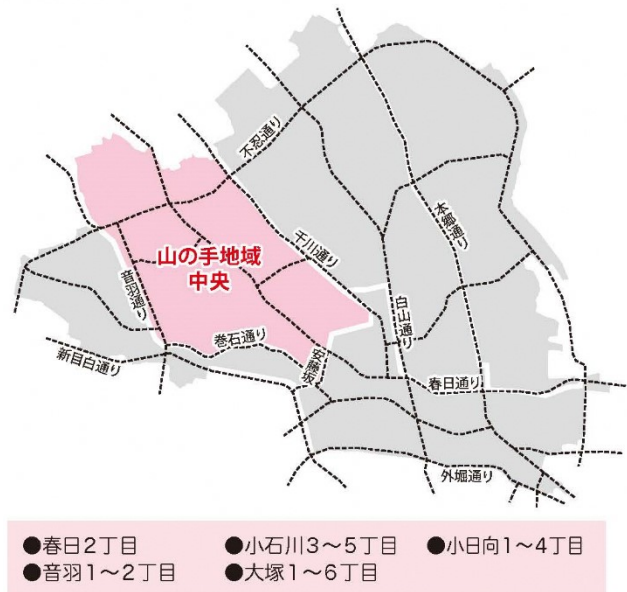 不忍通り
本郷通り
千川通り
山の手地域
中央
音羽通り
白山通り
巻石通り
安藤坂
新目白通り
春日通り
外堀通り
●春日2丁目 ●小石川3～5丁目 ●小日向1～4丁目
●音羽1～2丁目 ●大塚1～6丁目